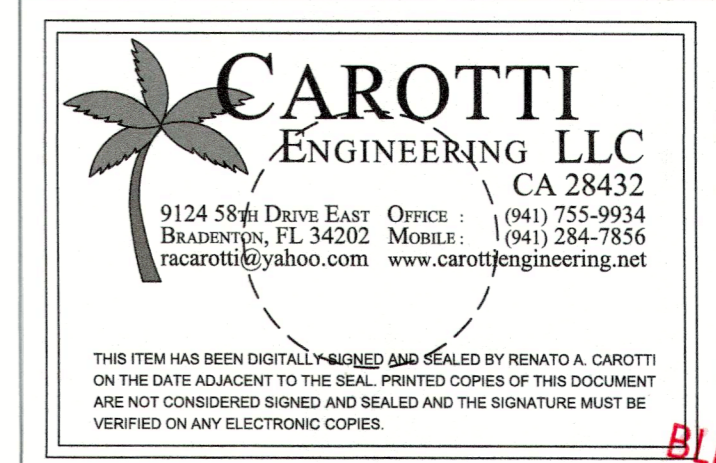 CAROTTI
ENGINEERING LLC
CA 28432
9124 58TH DRIVE EAST OFFICE : (941) 755-9934
BRADENTON, FL 34202 MOBILE : (941) 284-7856
racarotti@yahoo.com www.carottiengineering.net
THIS ITEM HAS BEEN DIGITALLY SIGNED AND SEALED BY RENATO A. CAROTTI
ON THE DATE ADJACENT TO THE SEAL. PRINTED COPIES OF THIS DOCUMENT
ARE NOT CONSIDERED SIGNED AND SEALED AND THE SIGNATURE MUST BE
VERIFIED ON ANY ELECTRONIC COPIES.